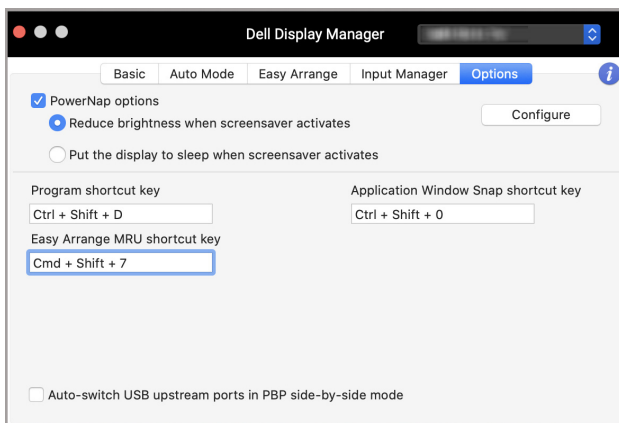 Dell Display Manager
Basic Auto Mode Easy Arrange Input Manager Options i
PowerNap options
Configure
Reduce brightness when screensaver activates
Put the display to sleep when screensaver activates
Program shortcut key
Ctrl + Shift + D
Application Window Snap shortcut key
Ctrl + Shift + 0
Easy Arrange MRU shortcut key
Cmd + Shift + 7
Auto-switch USB upstream ports in PBP side-by-side mode